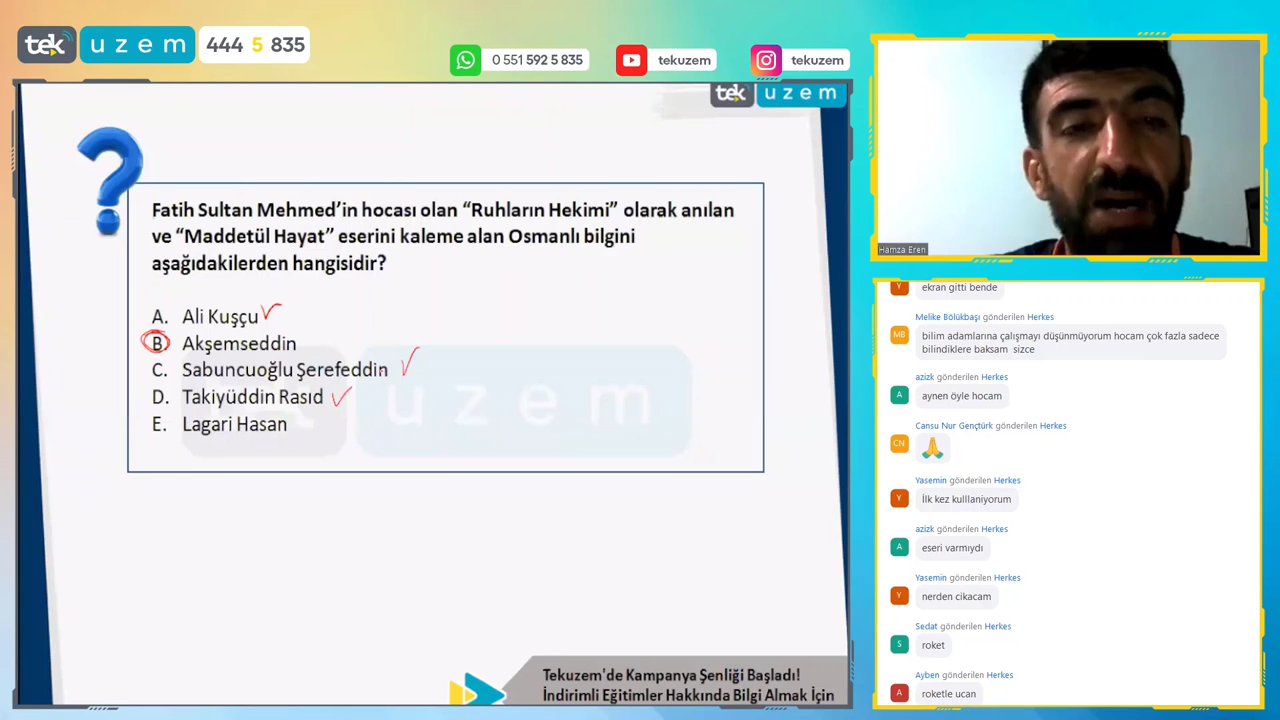 tek uzem 444 5 835
0 551 592 5 835
tekuzem
tekuzem
tek uzem
Fatih Sultan Mehmed’in hocası olan “Ruhların Hekimi” olarak anılan
ve “Maddetül Hayat” eserini kaleme alan Osmanlı bilgini
aşağıdakilerden hangisidir?
A. Ali Kuşçu
B. Akşemseddin
C. Sabuncuoğlu Şerefeddin
D. Takiyüddin Rasıd
E. Lagari Hasan
uzem
Tekuzem'de Kampanya Şenliği Başladı!
İndirimli Eğitimler Hakkında Bilgi Almak İçin
Hamza Eren
Y
ekran gitti bende
Melike Bölükbaşı gönderilen Herkes
MB
bilim adamlarına çalışmayı düşünmüyorum hocam çok fazla sadece
bilindiklere baksam sizce
azizk gönderilen Herkes
A
aynen öyle hocam
Cansu Nur Gençtürk gönderilen Herkes
CN
🙏
Yasemin gönderilen Herkes
Y
İlk kez kulllaniyorum
azizk gönderilen Herkes
A
eseri varmıydı
Yasemin gönderilen Herkes
Y
nerden cikacam
Sedat gönderilen Herkes
S
roket
Ayben gönderilen Herkes
A
roketle ucan